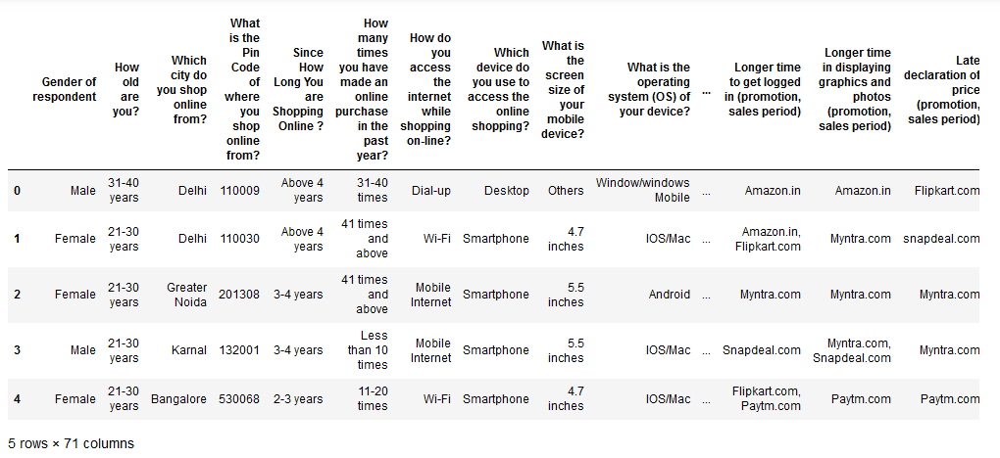 Gender of respondent How old are you? Which city do you shop online from? What is the Pin Code of where you shop online from? Since How Long You are Shopping Online ? How many times you have made an online purchase in the past year? How do you access the internet while shopping on-line? Which device do you use to access the online shopping? What is the screen size of your mobile device? What is the operating system (OS) of your device? ... Longer time to get logged in (promotion, sales period) Longer time in displaying graphics and photos (promotion, sales period) Late declaration of price (promotion, sales period)
0 Male 31-40 years Delhi 110009 Above 4 years 31-40 times Dial-up Desktop Others Window/windows Mobile ... Amazon.in Amazon.in Flipkart.com
1 Female 21-30 years Delhi 110030 Above 4 years 41 times and above Wi-Fi Smartphone 4.7 inches IOS/Mac ... Amazon.in, Flipkart.com Myntra.com snapdeal.com
2 Female 21-30 years Greater Noida 201308 3-4 years 41 times and above Mobile Internet Smartphone 5.5 inches Android ... Myntra.com Myntra.com Myntra.com
3 Male 21-30 years Karnal 132001 3-4 years Less than 10 times Mobile Internet Smartphone 5.5 inches IOS/Mac ... Snapdeal.com Myntra.com, Snapdeal.com Myntra.com
4 Female 21-30 years Bangalore 530068 2-3 years 11-20 times Wi-Fi Smartphone 4.7 inches IOS/Mac ... Flipkart.com, Paytm.com Paytm.com Paytm.com
5 rows × 71 columns